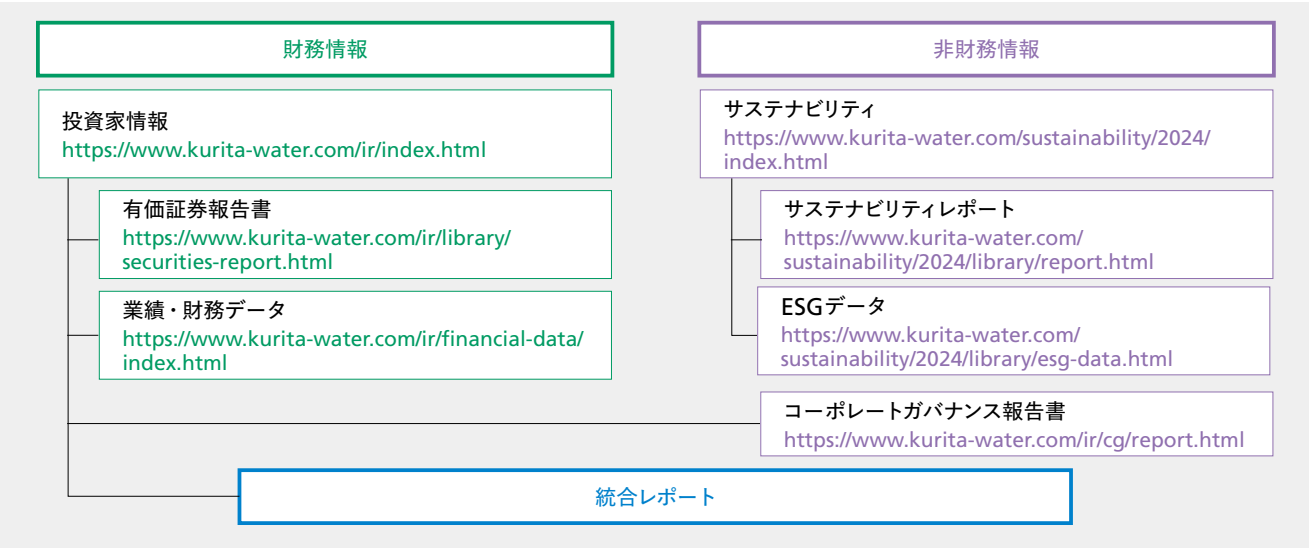 財務情報
投資家情報
https://www.kurita-water.com/ir/index.html
有価証券報告書
https://www.kurita-water.com/ir/library/
securities-report.html
業績・財務データ
https://www.kurita-water.com/ir/financial-data/
index.html
非財務情報
サステナビリティ
https://www.kurita-water.com/sustainability/2024/
index.html
サステナビリティレポート
https://www.kurita-water.com/
sustainability/2024/library/report.html
ESGデータ
https://www.kurita-water.com/
sustainability/2024/library/esg-data.html
コーポレートガバナンス報告書
https://www.kurita-water.com/ir/cg/report.html
統合レポート